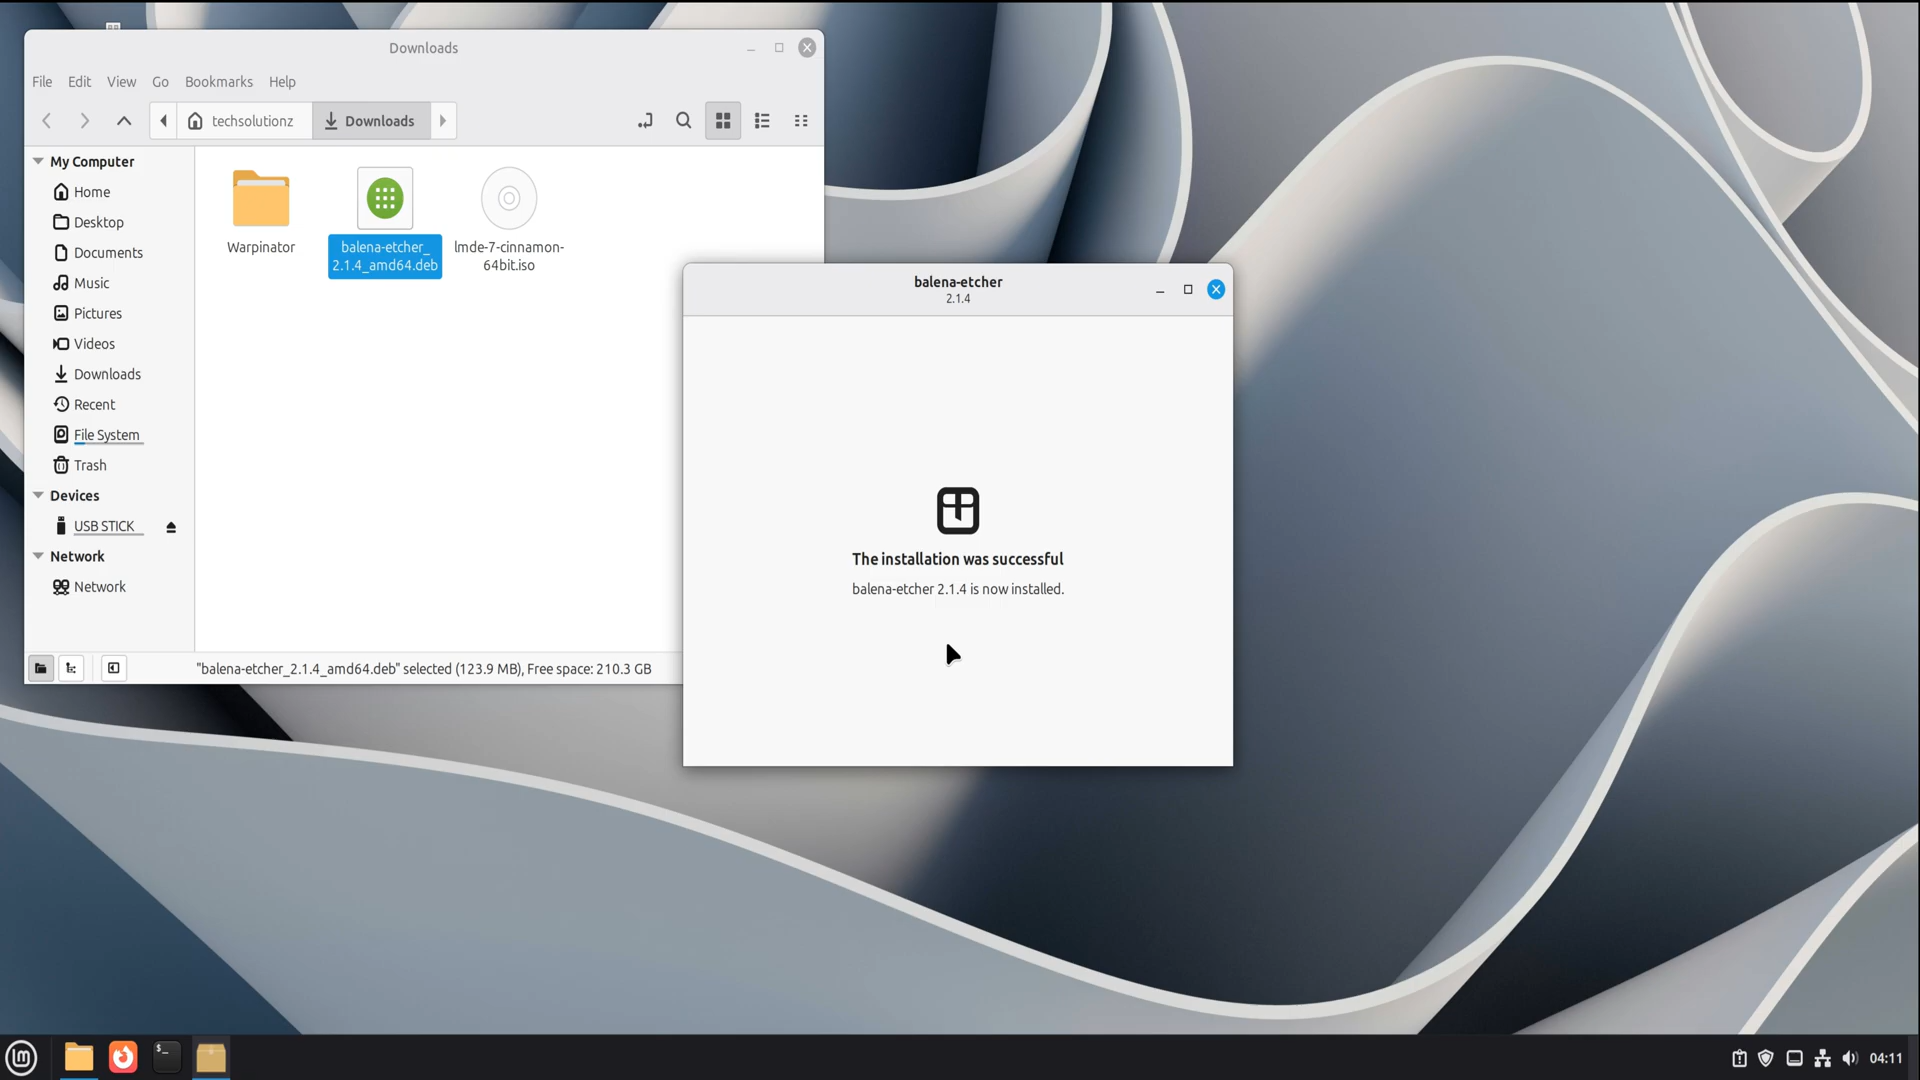 Downloads
File Edit View Go Bookmarks Help
techsolutionz Downloads
My Computer
Home
Desktop
Documents
Music
Pictures
Videos
Downloads
Recent
File System
Trash
Devices
USB STICK
Network
Network
Warpinator
balena-etcher_
2.1.4_amd64.deb
lmde-7-cinnamon-
64bit.iso
"balena-etcher_2.1.4_amd64.deb" selected (123.9 MB), Free space: 210.3 GB
balena-etcher
2.1.4
The installation was successful
balena-etcher 2.1.4 is now installed.
$_
04:11